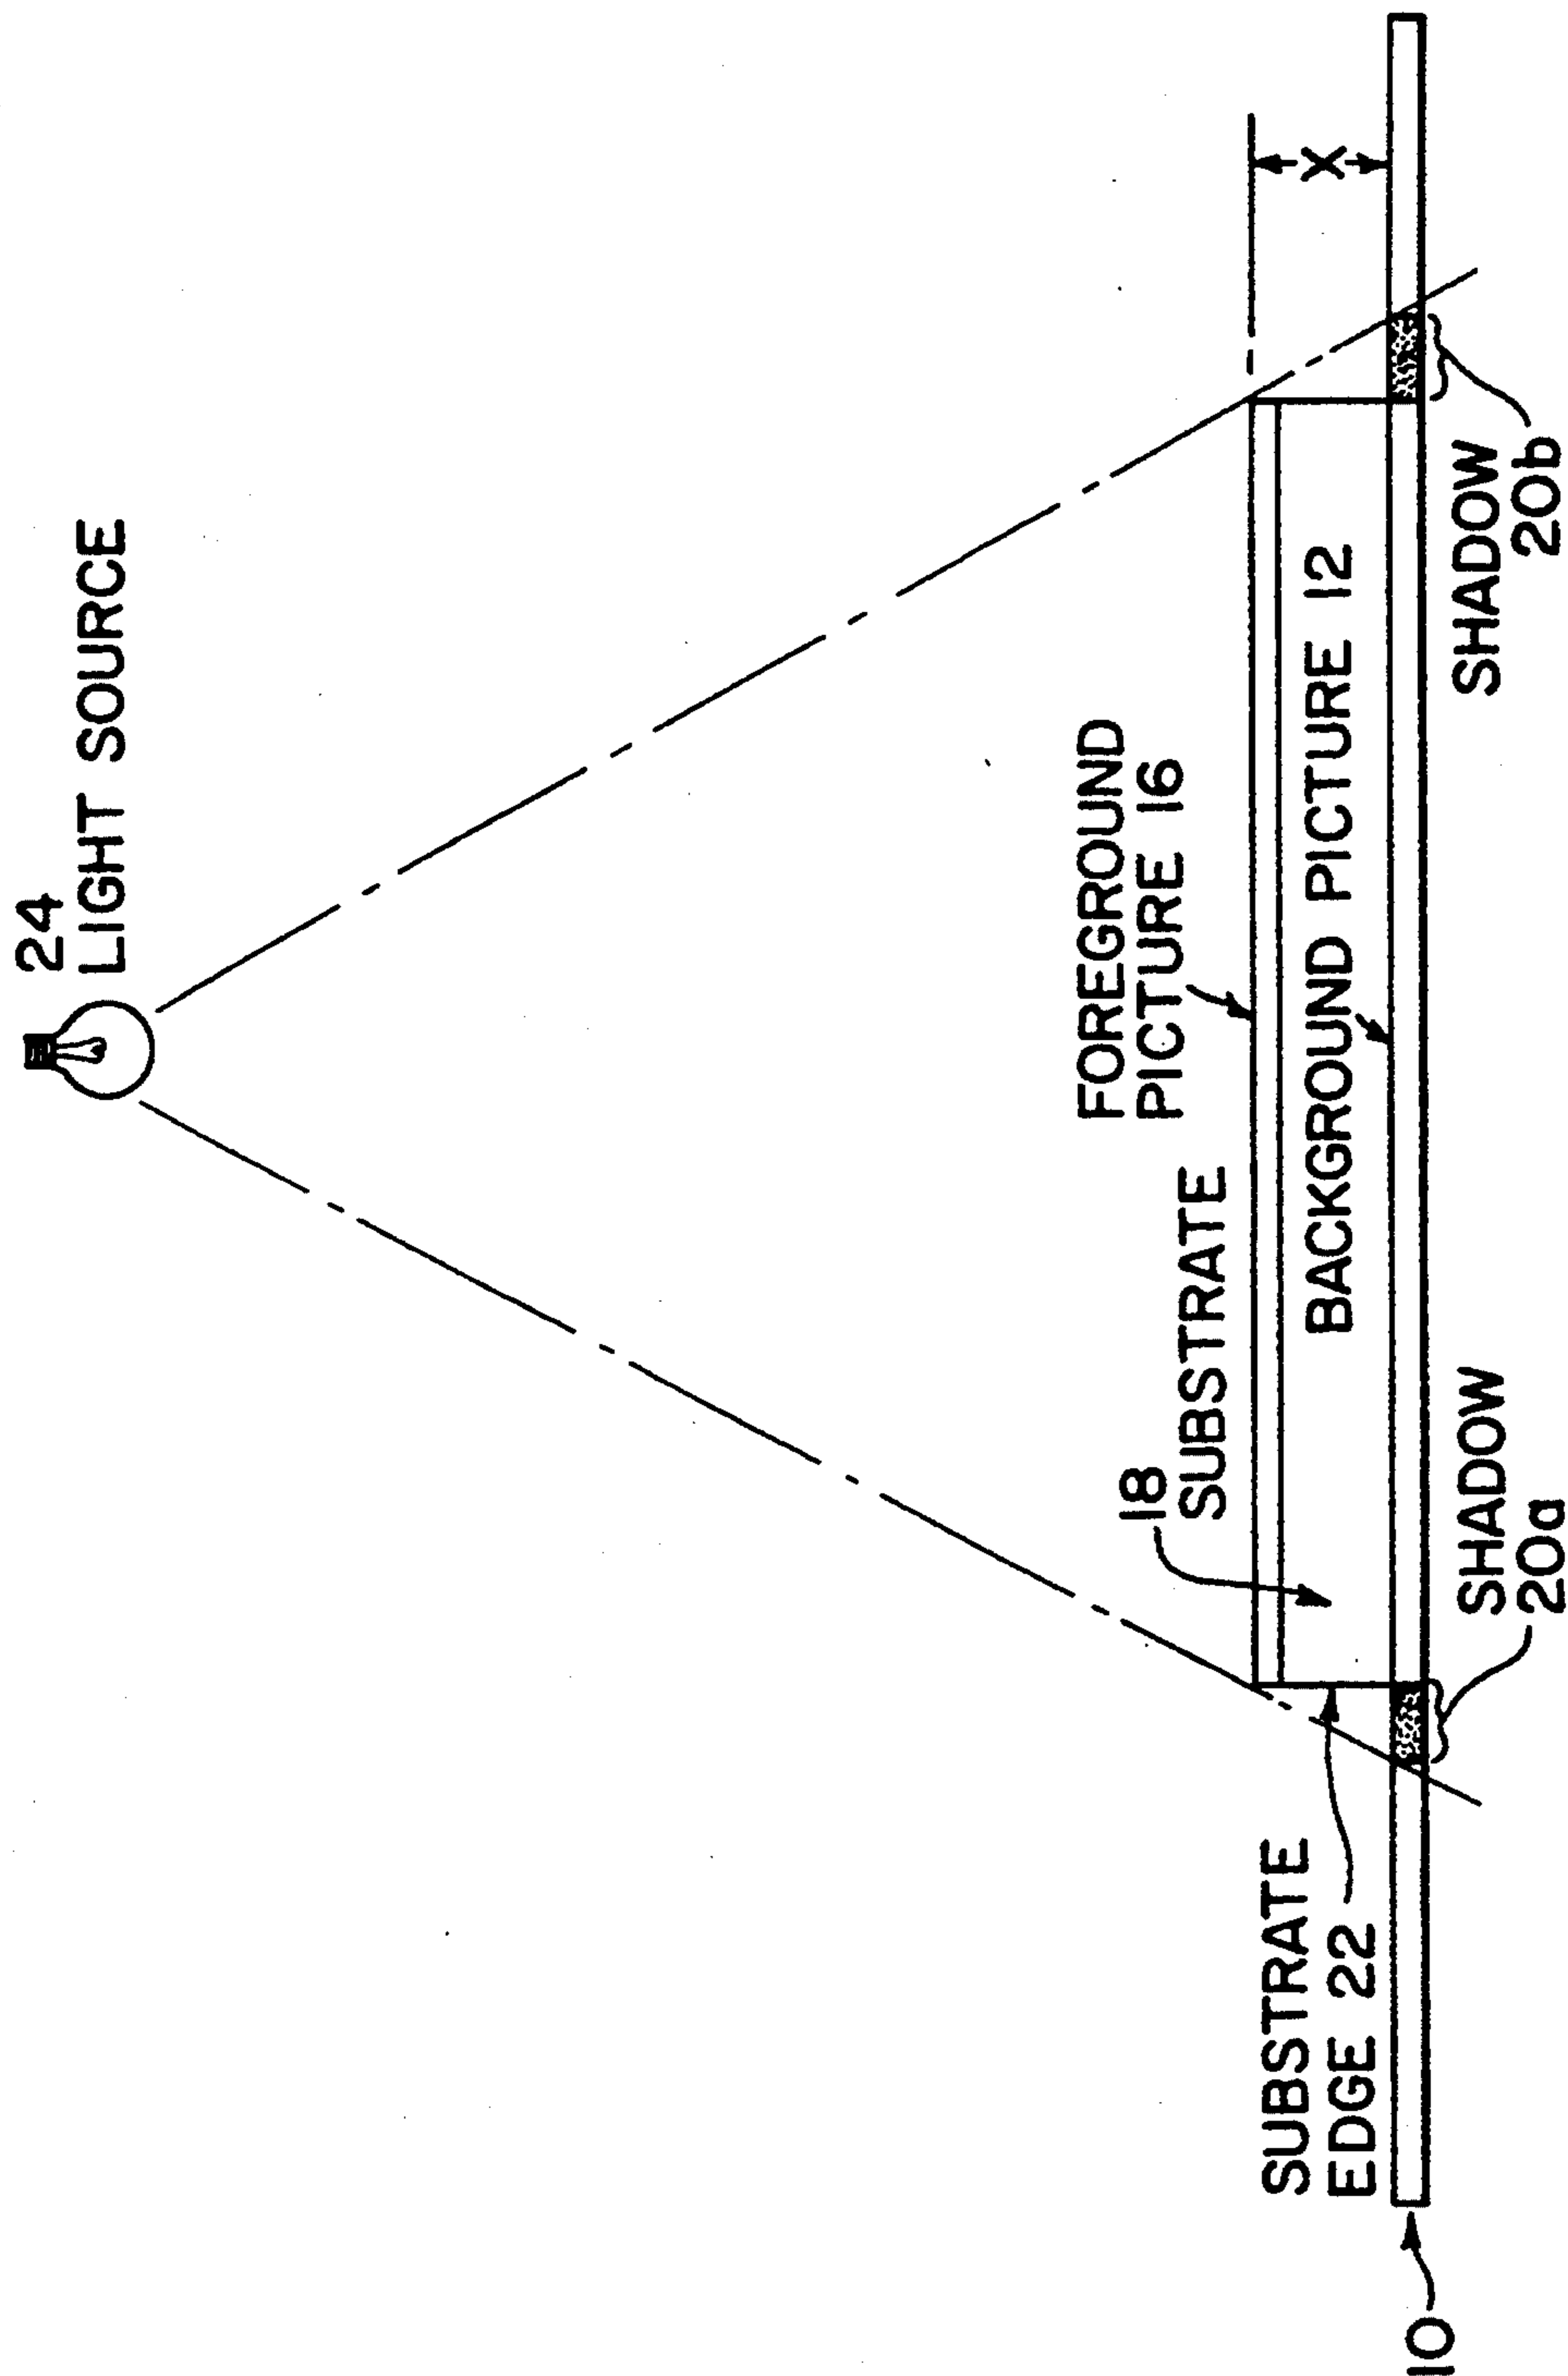 24
LIGHT SOURCE
FOREGROUND
PICTURE 16
18
SUBSTRATE
X
BACKGROUND PICTURE 12
SUBSTRATE
EDGE 22
10
SHADOW
20a
SHADOW
20b